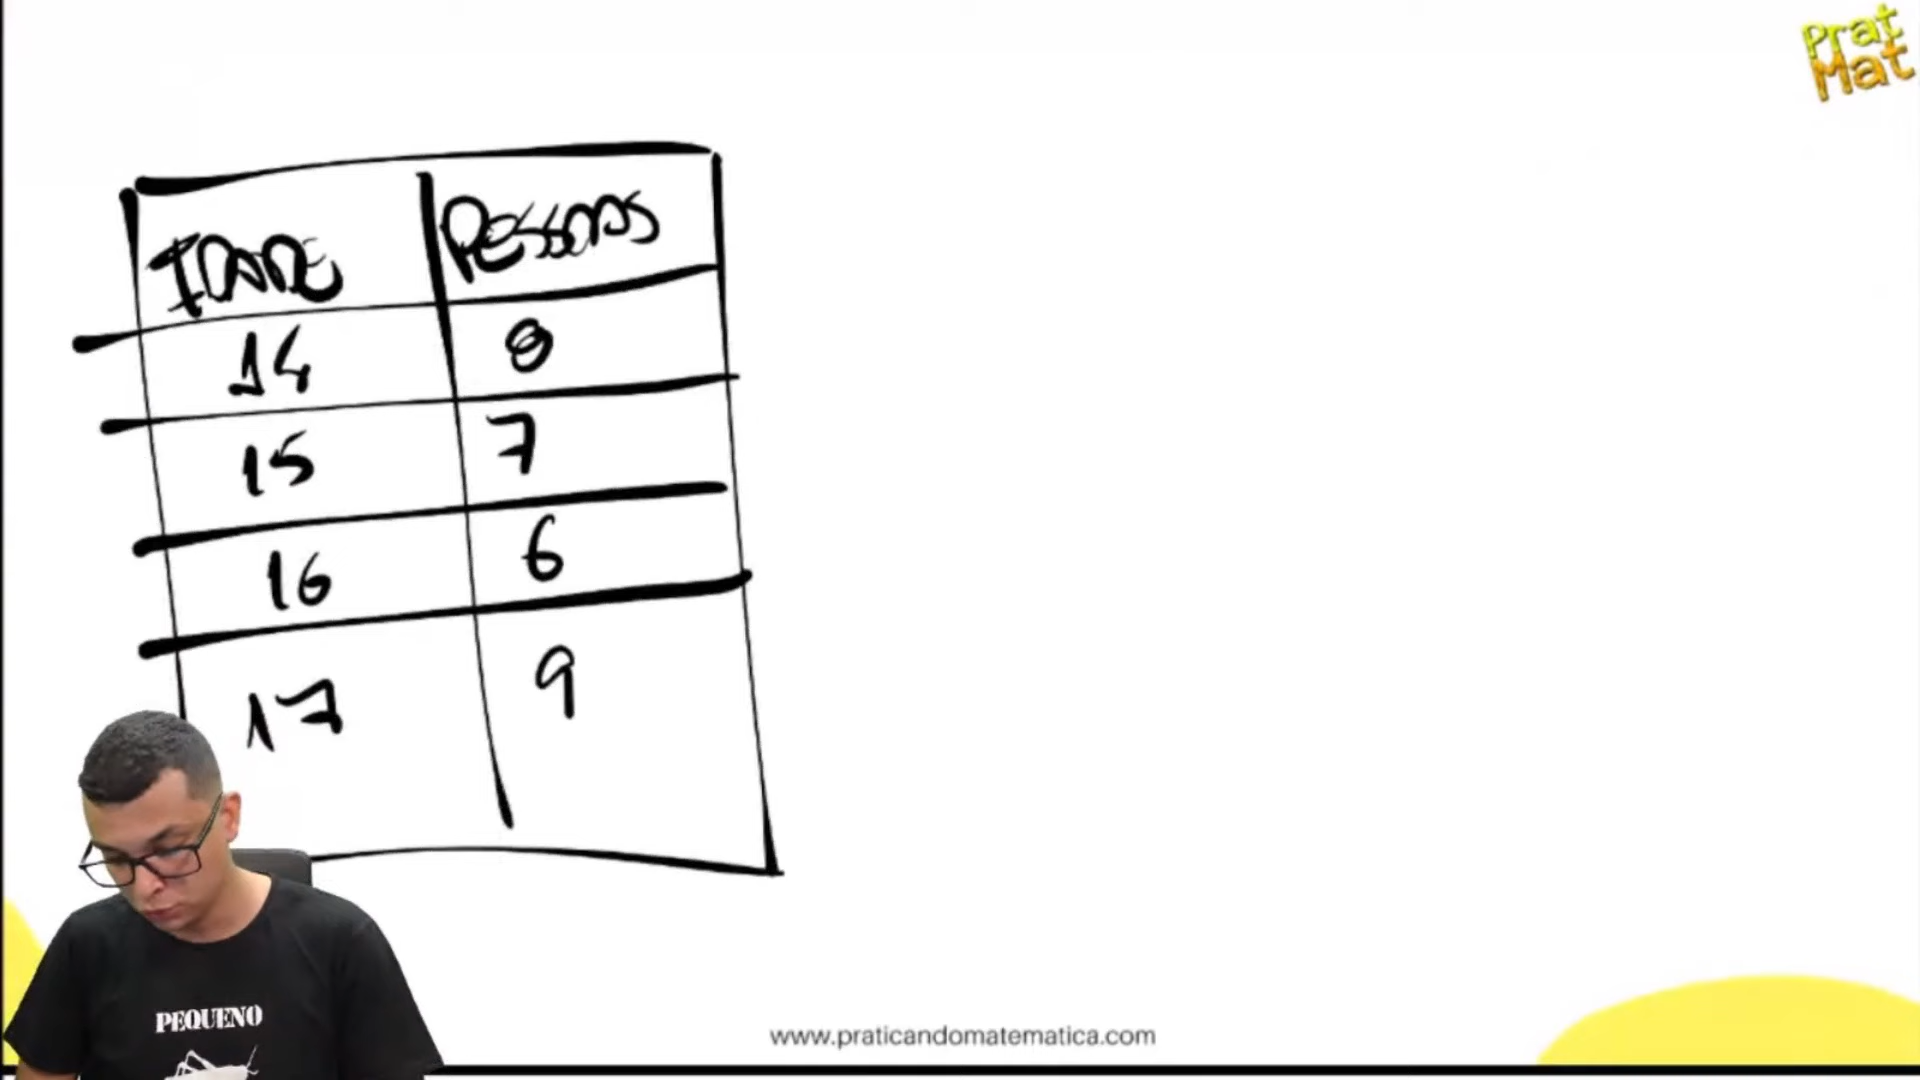 Prat
Mat
IDADE PESSOAS
14 8
15 7
16 6
17 9
PEQUENO
www.praticandomatematica.com